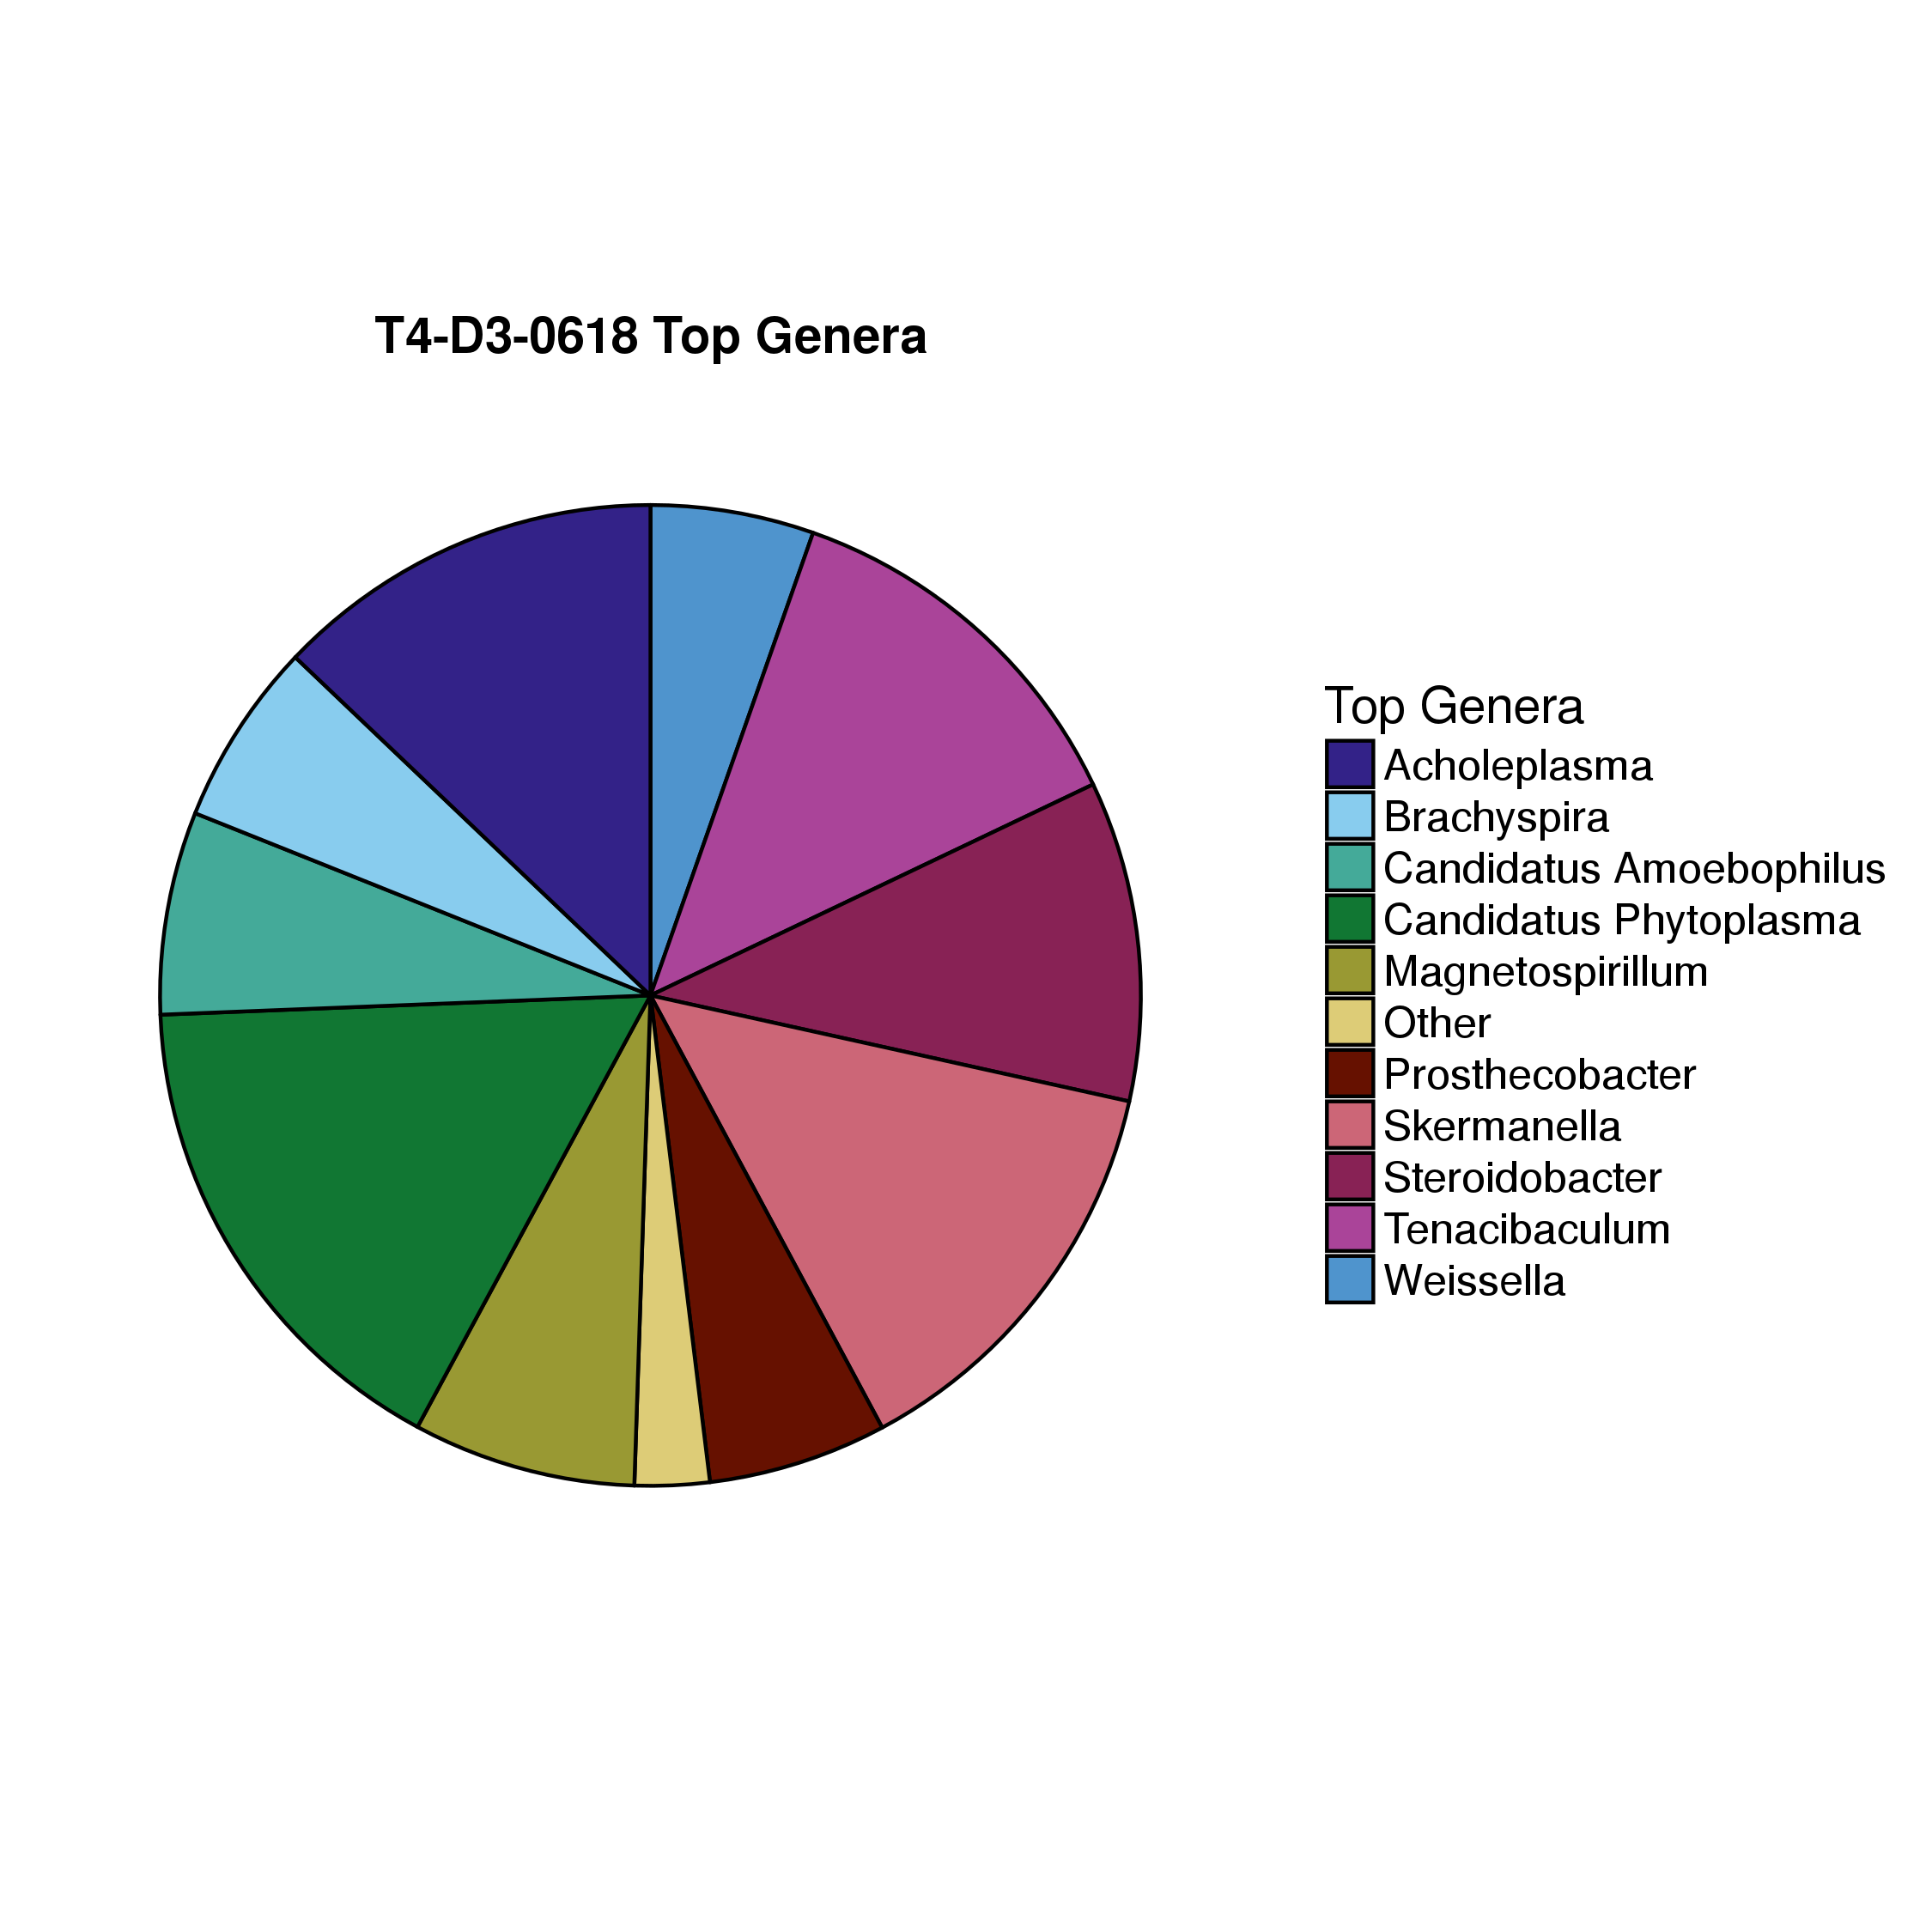 T4-D3-0618 Top Genera
Top Genera
Acholeplasma
Brachyspira
Candidatus Amoebophilus
Candidatus Phytoplasma
Magnetospirillum
Other
Prosthecobacter
Skermanella
Steroidobacter
Tenacibaculum
Weissella